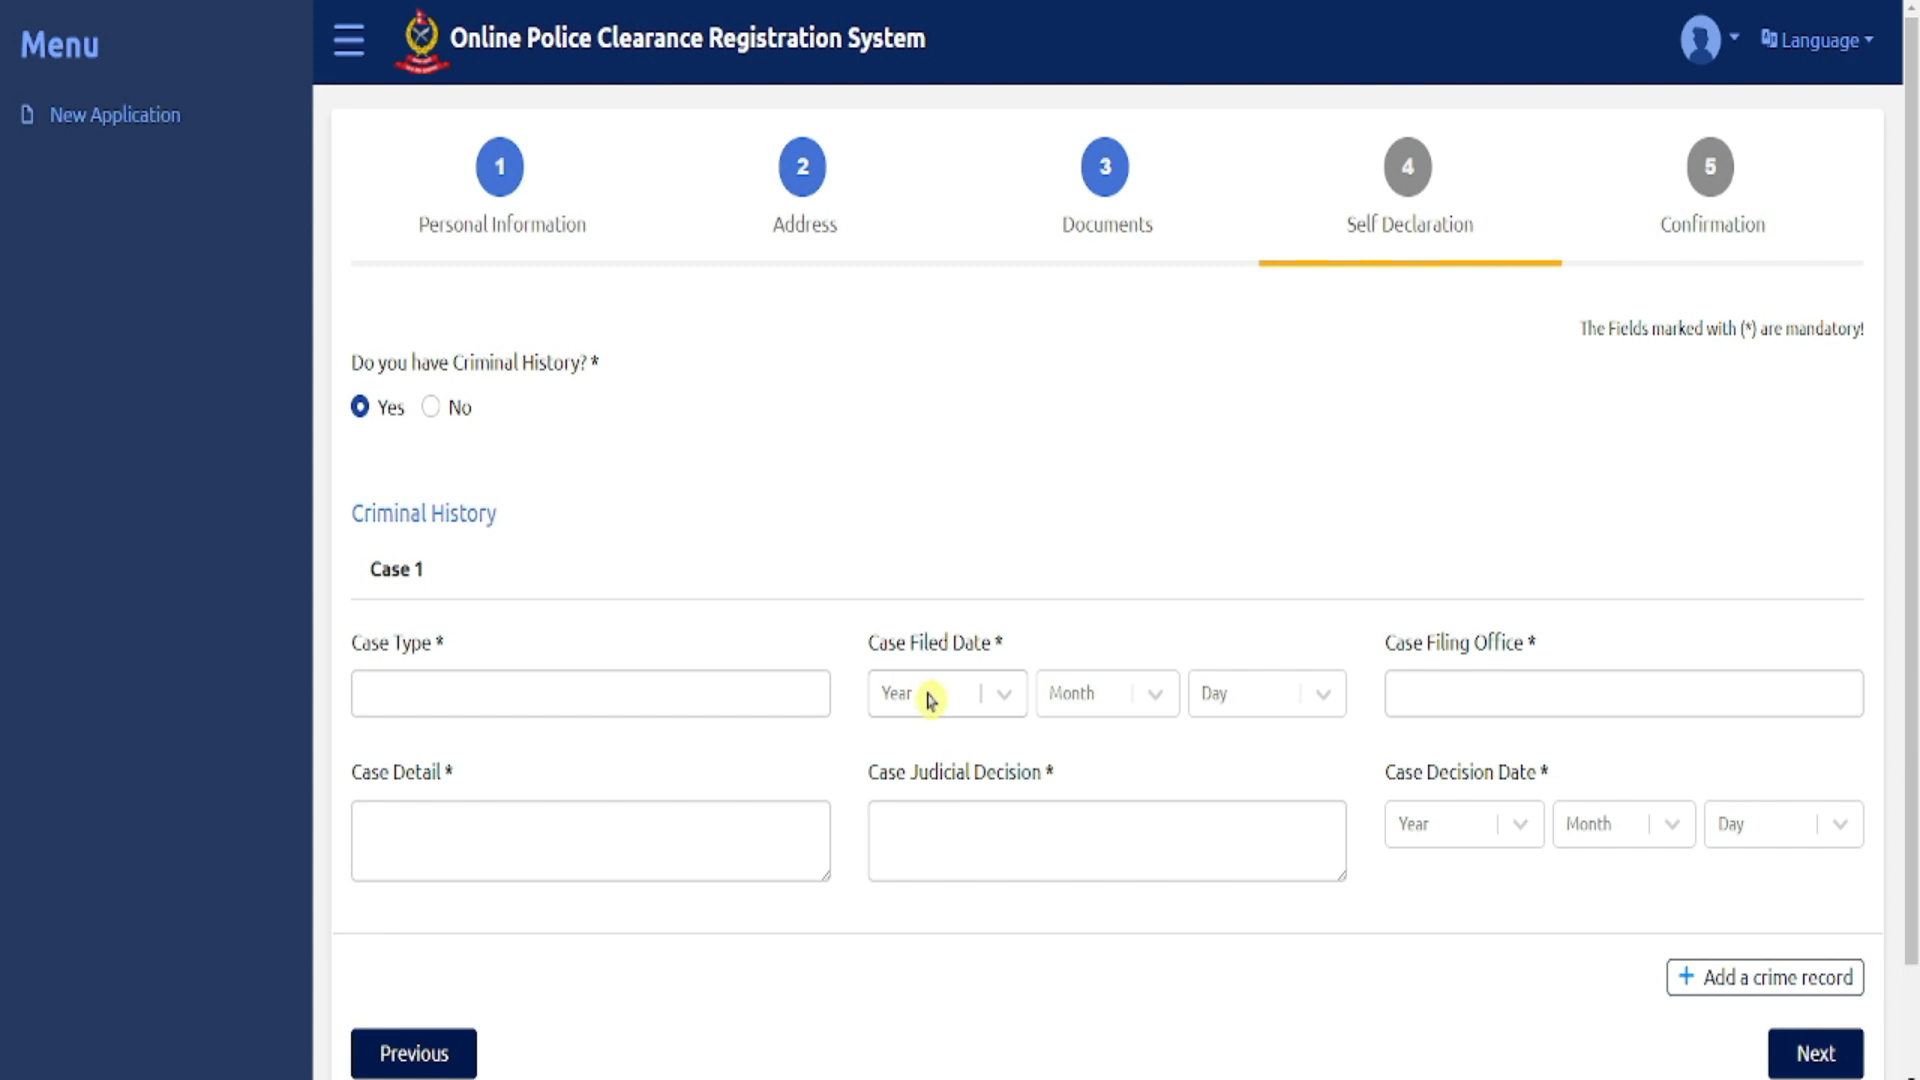 Menu
New Application
Online Police Clearance Registration System
Language
1
2
3
4
5
Personal Information
Address
Documents
Self Declaration
Confirmation
The Fields marked with (*) are mandatory!
Do you have Criminal History? *
Yes
No
Criminal History
Case 1
Case Type *
Case Filed Date *
Case Filing Office *
Year
Month
Day
Case Detail *
Case Judicial Decision *
Case Decision Date *
Year
Month
Day
+ Add a crime record
Previous
Next